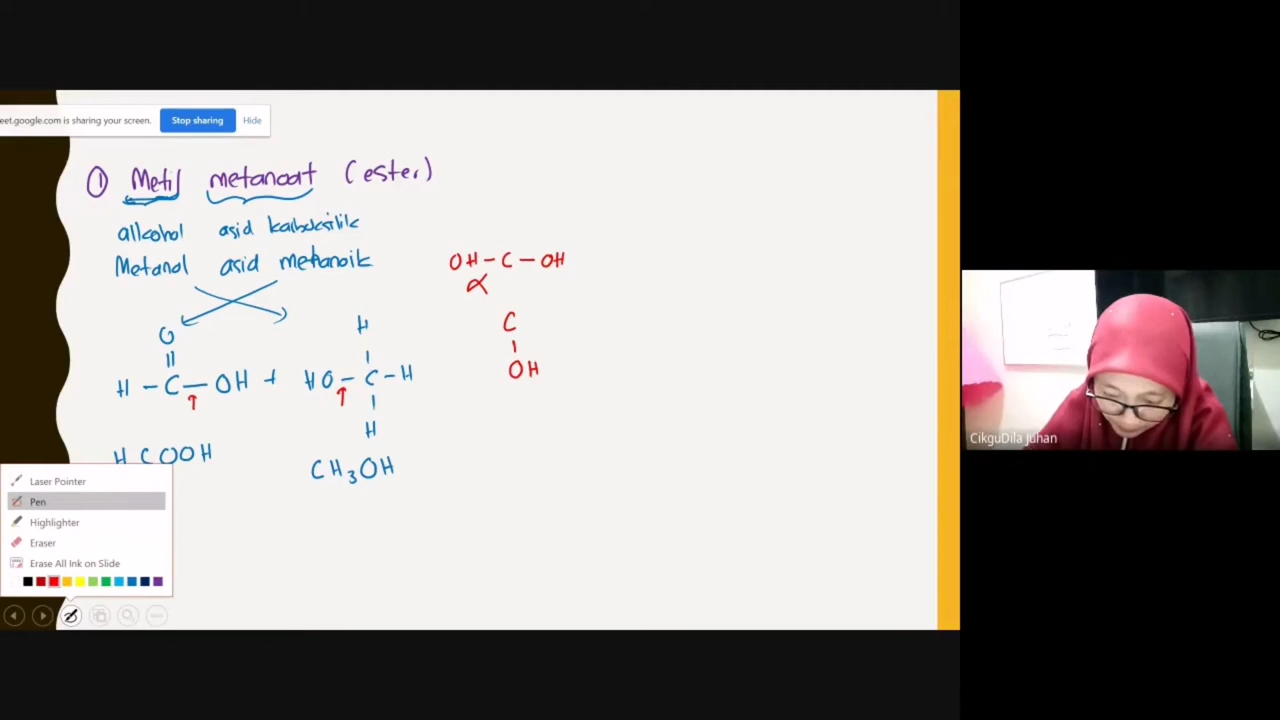 meet.google.com is sharing your screen. Stop sharing Hide
① Metil metanoat (ester)
alkohol asid karboksilik
Metanol asid metanoik
OH – C – OH
C
OH
O
H – C – OH + HO – C – H
H
H
HCOOH
CH3OH
Laser Pointer
Pen
Highlighter
Eraser
Erase All Ink on Slide
CikguDila Juhan